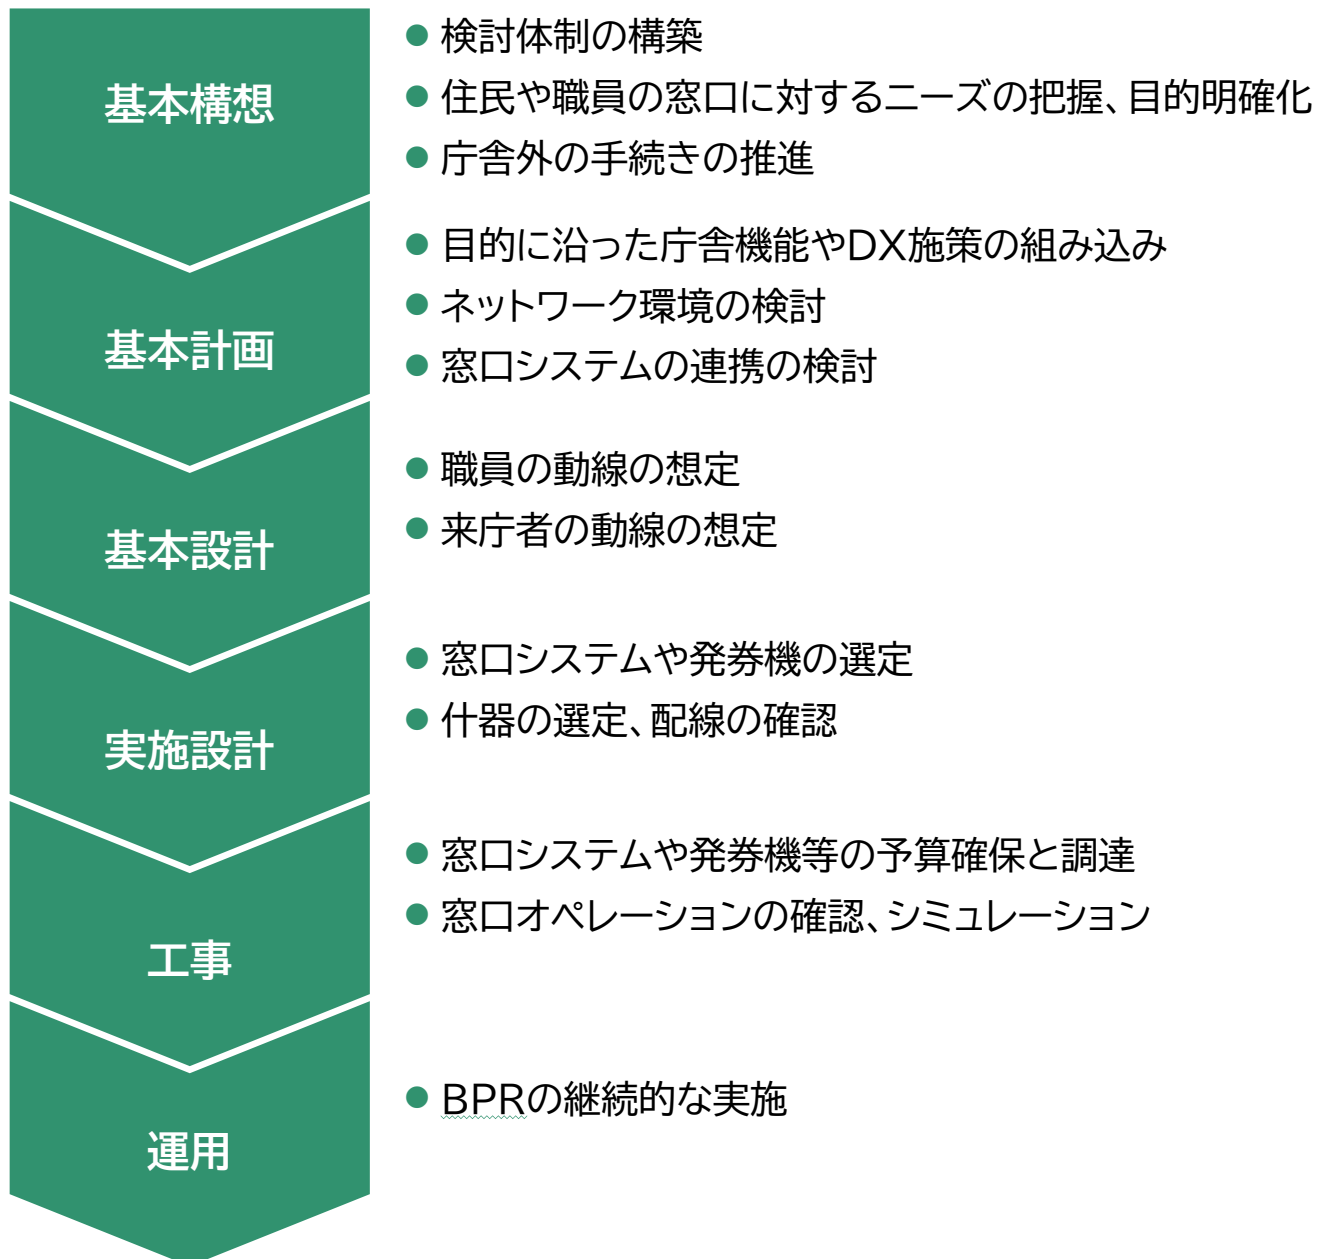 基本構想
● 検討体制の構築
● 住民や職員の窓口に対するニーズの把握、目的明確化
● 庁舎外の手続きの推進
基本計画
● 目的に沿った庁舎機能やDX施策の組み込み
● ネットワーク環境の検討
● 窓口システムの連携の検討
基本設計
● 職員の動線の想定
● 来庁者の動線の想定
実施設計
● 窓口システムや発券機の選定
● 什器の選定、配線の確認
工事
● 窓口システムや発券機等の予算確保と調達
● 窓口オペレーションの確認、シミュレーション
運用
● BPRの継続的な実施